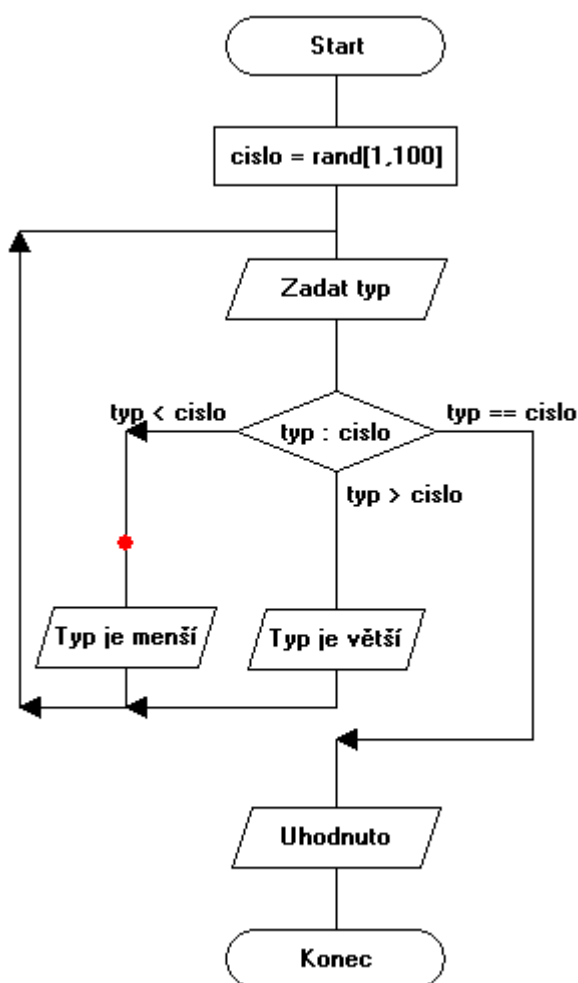 Start
cislo = rand[1,100]
Zadat typ
typ < cislo
typ : cislo
typ == cislo
typ > cislo
Typ je menší
Typ je větší
Uhodnuto
Konec